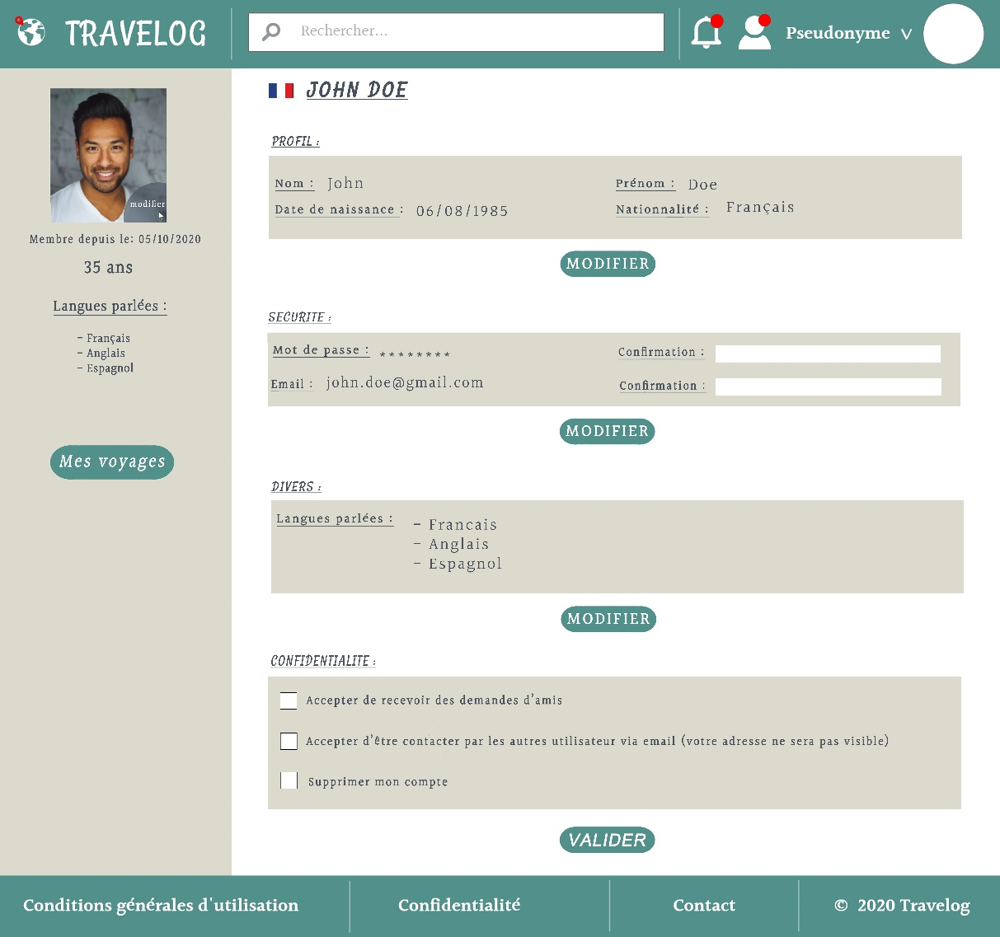 TRAVELOG
Rechercher...
Pseudonyme V
JOHN DOE
modifier
Membre depuis le: 05/10/2020
35 ans
Langues parlées :
- Français
- Anglais
- Espagnol
Mes voyages
PROFIL :
Nom : John
Prénom : Doe
Date de naissance : 06/08/1985
Nationnalité : Français
MODIFIER
SECURITE :
Mot de passe : ********
Confirmation :
Email : john.doe@gmail.com
Confirmation :
MODIFIER
DIVERS :
Langues parlées :
- Francais
- Anglais
- Espagnol
MODIFIER
CONFIDENTIALITE :
Accepter de recevoir des demandes d'amis
Accepter d'être contacter par les autres utilisateur via email (votre adresse ne sera pas visible)
Supprimer mon compte
VALIDER
Conditions générales d'utilisation
Confidentialité
Contact
© 2020 Travelog